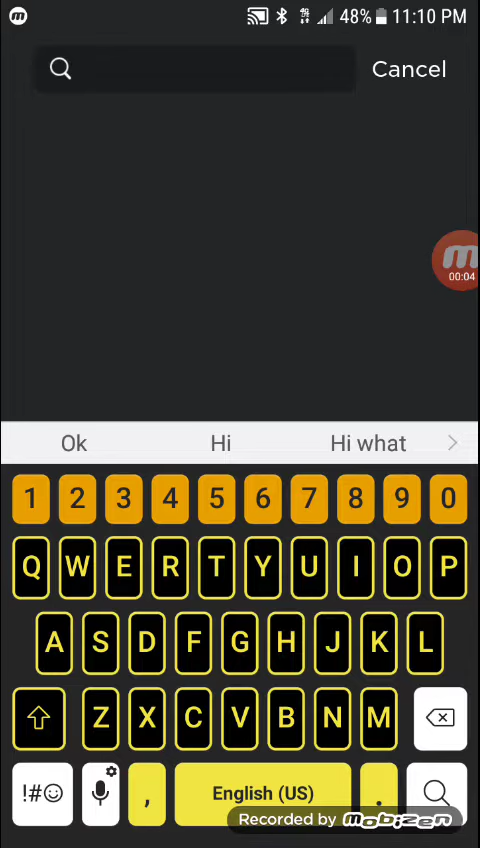 48% 11:10 PM
Cancel
00:04
Ok Hi Hi what
1 2 3 4 5 6 7 8 9 0
Q W E R T Y U I O P
A S D F G H J K L
Z X C V B N M
!#☺ , English (US) .
Recorded by mobizen